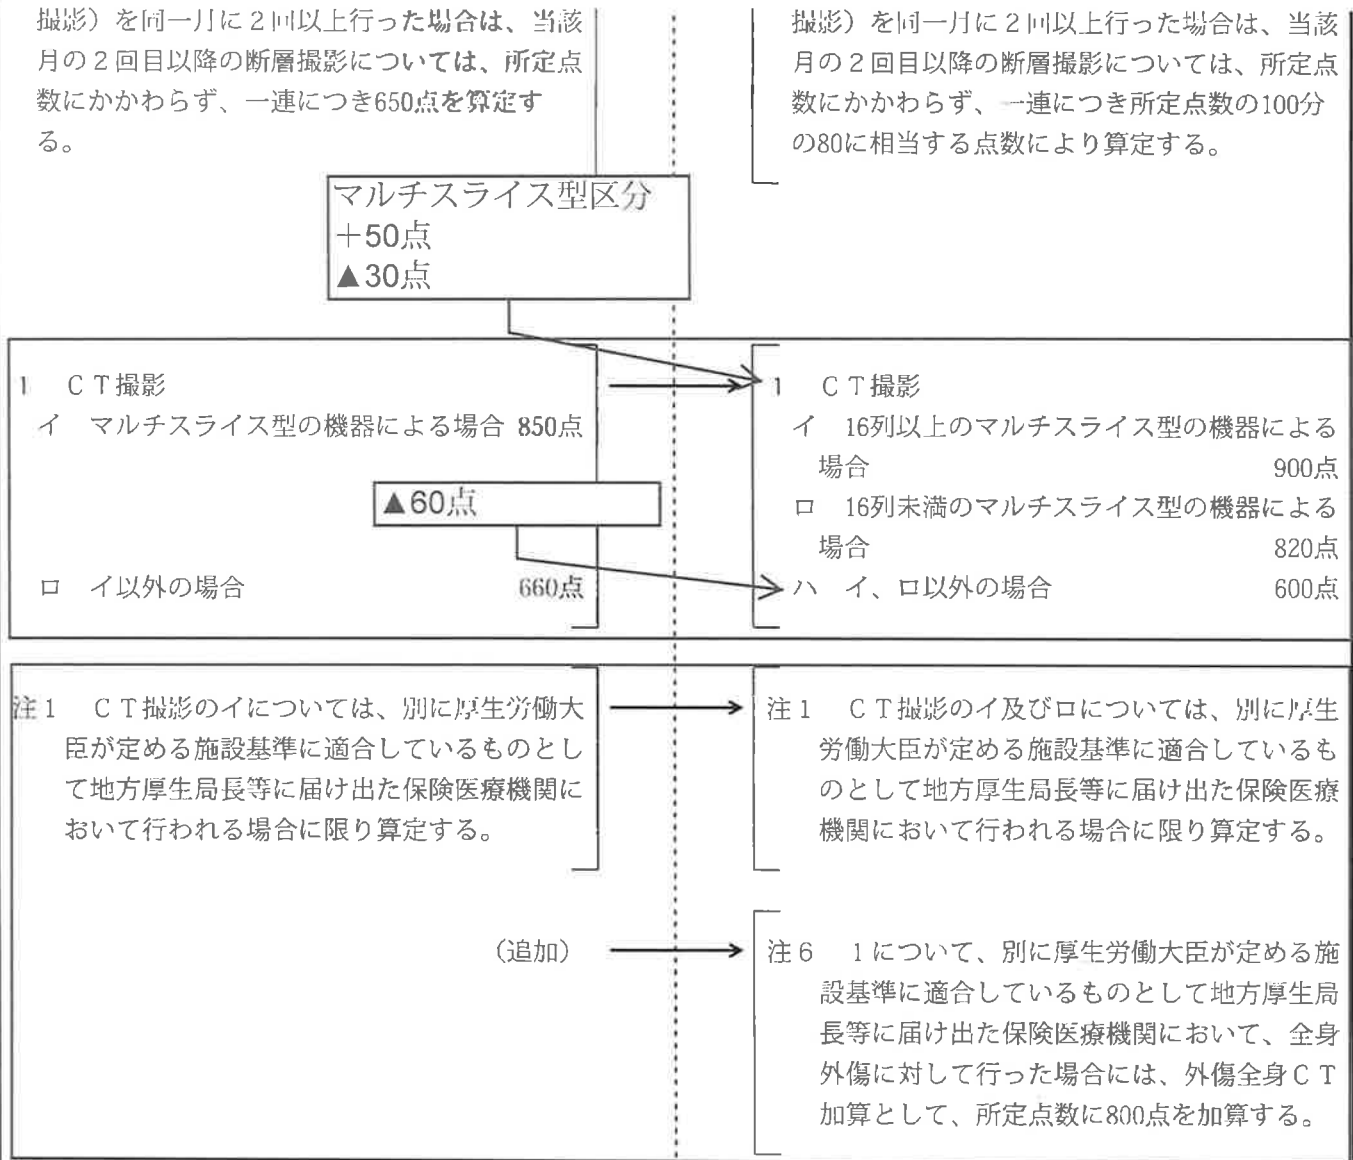 撮影）を同一月に２回以上行った場合は、当該
月の２回目以降の断層撮影については、所定点
数にかかわらず、一連につき650点を算定す
る。
撮影）を同一月に２回以上行った場合は、当該
月の２回目以降の断層撮影については、所定点
数にかかわらず、一連につき所定点数の100分
の80に相当する点数により算定する。
マルチスライス型区分
＋50点
▲30点
1　ＣＴ撮影
イ　マルチスライス型の機器による場合 850点
▲60点
ロ　イ以外の場合　660点
1　ＣＴ撮影
イ　16列以上のマルチスライス型の機器による
場合　900点
ロ　16列未満のマルチスライス型の機器による
場合　820点
ハ　イ、ロ以外の場合　600点
注１　ＣＴ撮影のイについては、別に厚生労働大
臣が定める施設基準に適合しているものとし
て地方厚生局長等に届け出た保険医療機関に
おいて行われる場合に限り算定する。
注１　ＣＴ撮影のイ及びロについては、別に厚生
労働大臣が定める施設基準に適合しているも
のとして地方厚生局長等に届け出た保険医療
機関において行われる場合に限り算定する。
（追加）
注６　１について、別に厚生労働大臣が定める施
設基準に適合しているものとして地方厚生局
長等に届け出た保険医療機関において、全身
外傷に対して行った場合には、外傷全身ＣＴ
加算として、所定点数に800点を加算する。